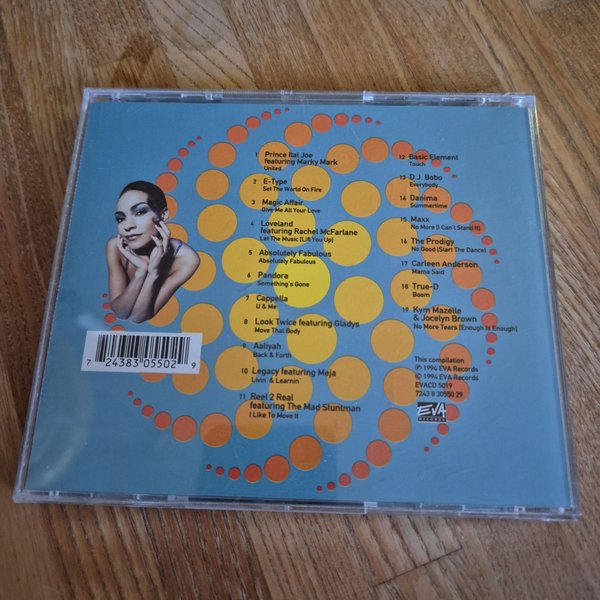 1 Prince Ital Joe
featuring Marky Mark
United
2 E-Type
Set The World On Fire
3 Magic Affair
Give Me All Your Love
4 Loveland
featuring Rachel McFarlane
Let The Music (Lift You Up)
5 Absolutely Fabulous
Absolutely Fabulous
6 Pandora
Something's Gone
7 Cappella
U & Me
8 Look Twice featuring Gladys
Move That Body
9 Aaliyah
Back & Forth
10 Legacy featuring Meja
Livin' & Learnin'
11 Reel 2 Real
featuring The Mad Stuntman
I Like To Move It
12 Basic Element
Touch
13 D.J. Bobo
Everybody
14 Danima
Summertime
15 Maxx
No More (I Can't Stand It)
16 The Prodigy
No Good (Start The Dance)
17 Carleen Anderson
Mama Said
18 True-D
Boom
19 Kym Mazelle
& Jocelyn Brown
No More Tears (Enough Is Enough)
This compilation
℗ 1994 EVA Records
© 1994 EVA Records
EVACD 5019
7243 8 30550 29
EVA
RECORDS
7 24383 05502 9